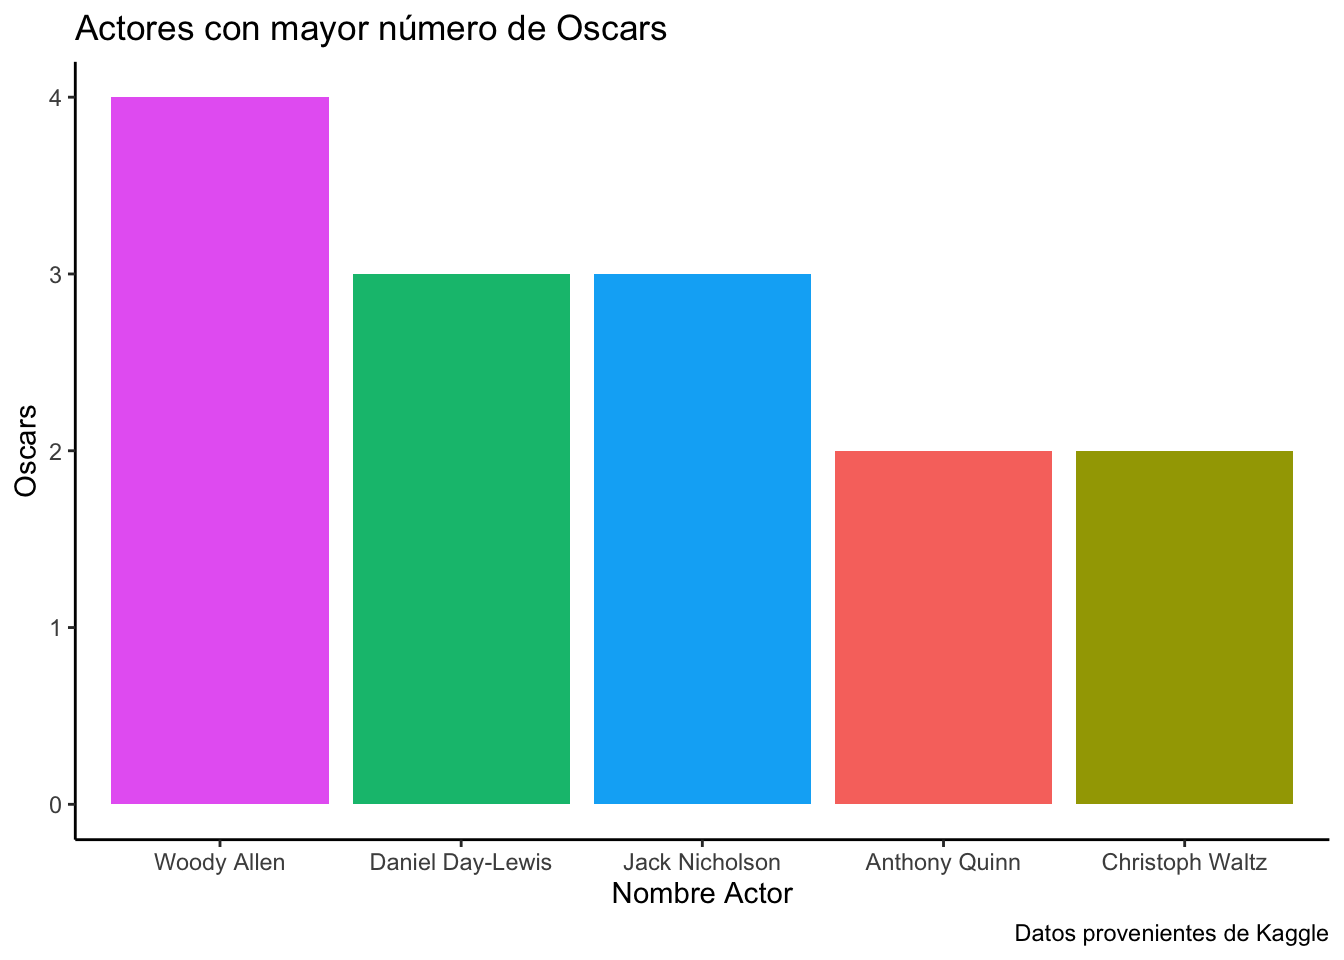 Actores con mayor número de Oscars
Oscars
4
3
2
1
0
Woody Allen Daniel Day-Lewis Jack Nicholson Anthony Quinn Christoph Waltz
Nombre Actor
Datos provenientes de Kaggle